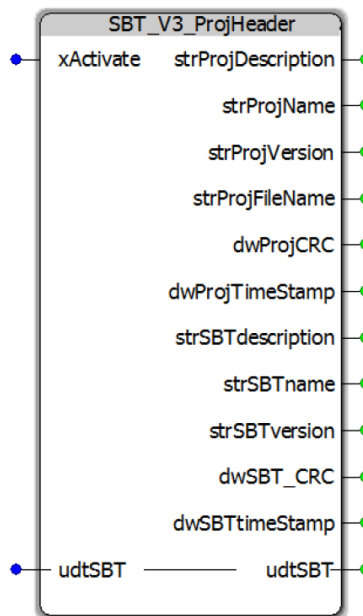 SBT_V3_ProjHeader
xActivate strProjDescription
strProjName
strProjVersion
strProjFileName
dwProjCRC
dwProjTimeStamp
strSBTdescription
strSBTname
strSBTversion
dwSBT_CRC
dwSBTtimeStamp
udtSBT udtSBT